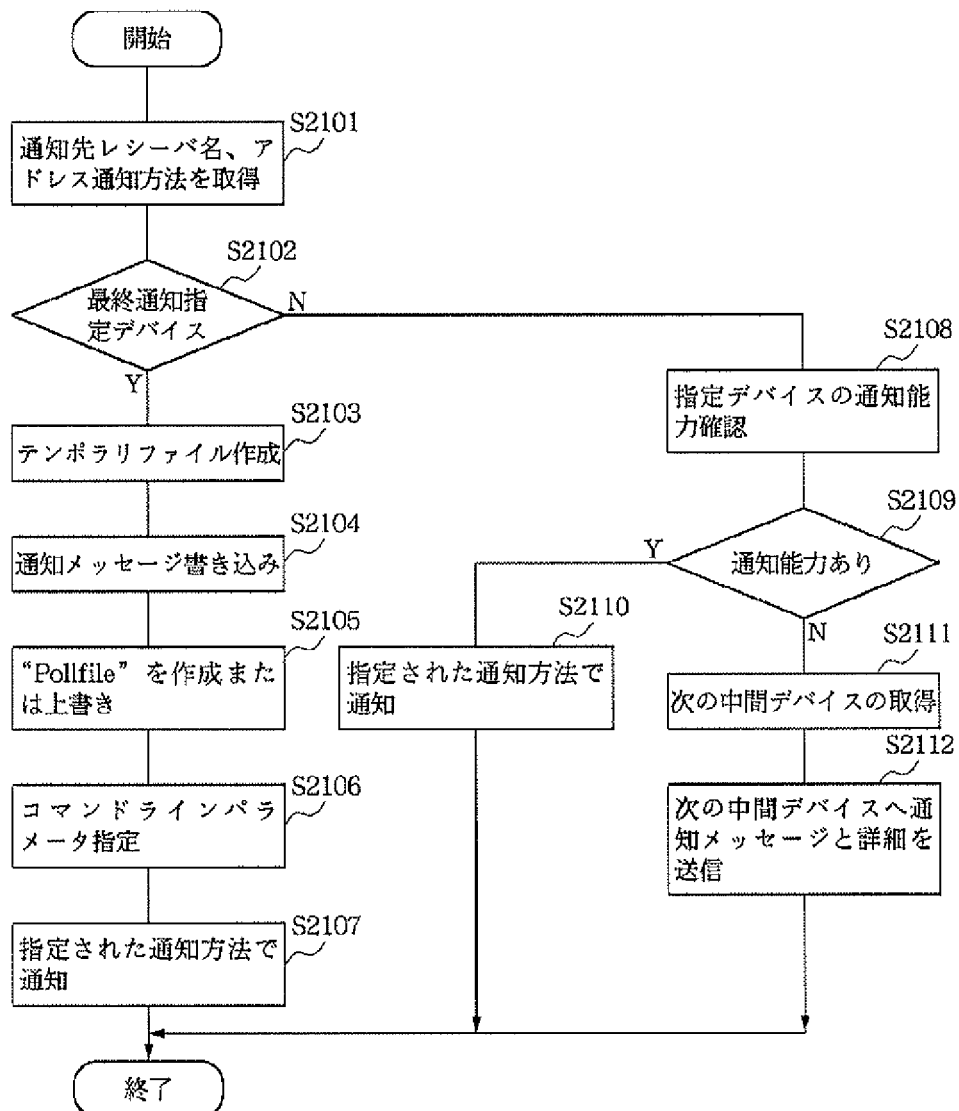 開始
S2101
通知先レシーバ名、ア
ドレス通知方法を取得
S2102
最終通知指
定デバイス
N
Y
S2103
テンポラリファイル作成
S2104
通知メッセージ書き込み
S2105
“Pollfile”を作成また
は上書き
S2106
コマンドラインパラ
メータ指定
S2107
指定された通知方法で
通知
S2108
指定デバイスの通知能
力確認
S2109
通知能力あり
Y
N
S2110
指定された通知方法で
通知
S2111
次の中間デバイスの取得
S2112
次の中間デバイスへ通
知メッセージと詳細を
送信
終了